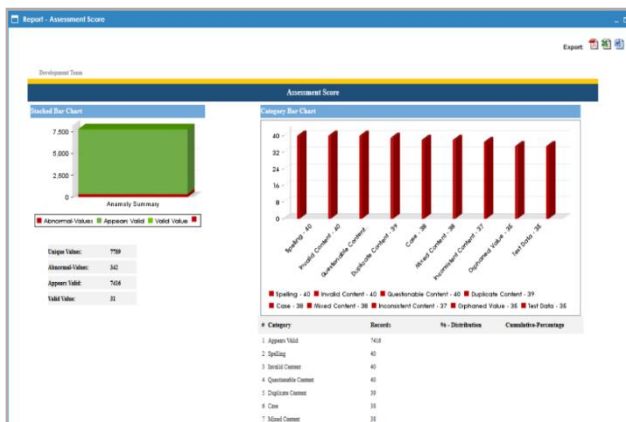 Report - Assessment Score
Export
Development Team
Assessment Score
Stacked Bar Chart
7,500
5,000
2,500
0
Anamoly Summary
Abnormal-Values Appears Valid Valid Value
Unique Values: 7789
Abnormal-Values: 342
Appears Valid: 7416
Valid Value: 31
Category Bar Chart
40
32
24
16
8
0
Spelling - 40
Invalid Content - 40
Questionable Content..
Duplicate Content - 39
Case - 38
Mixed Content - 38
Inconsistent Content - 37
Orphaned Value - 35
Test Data - 35
Spelling - 40 Invalid Content - 40 Questionable Content - 40 Duplicate Content - 39
Case - 38 Mixed Content - 38 Inconsistent Content - 37 Orphaned Value - 35 Test Data - 35
# Category Records % - Distribution Cumulative-Percentage
1 Appears Valid 7416
2 Spelling 40
3 Invalid Content 40
4 Questionable Content 40
5 Duplicate Content 39
6 Case 38
7 Mixed Content 38